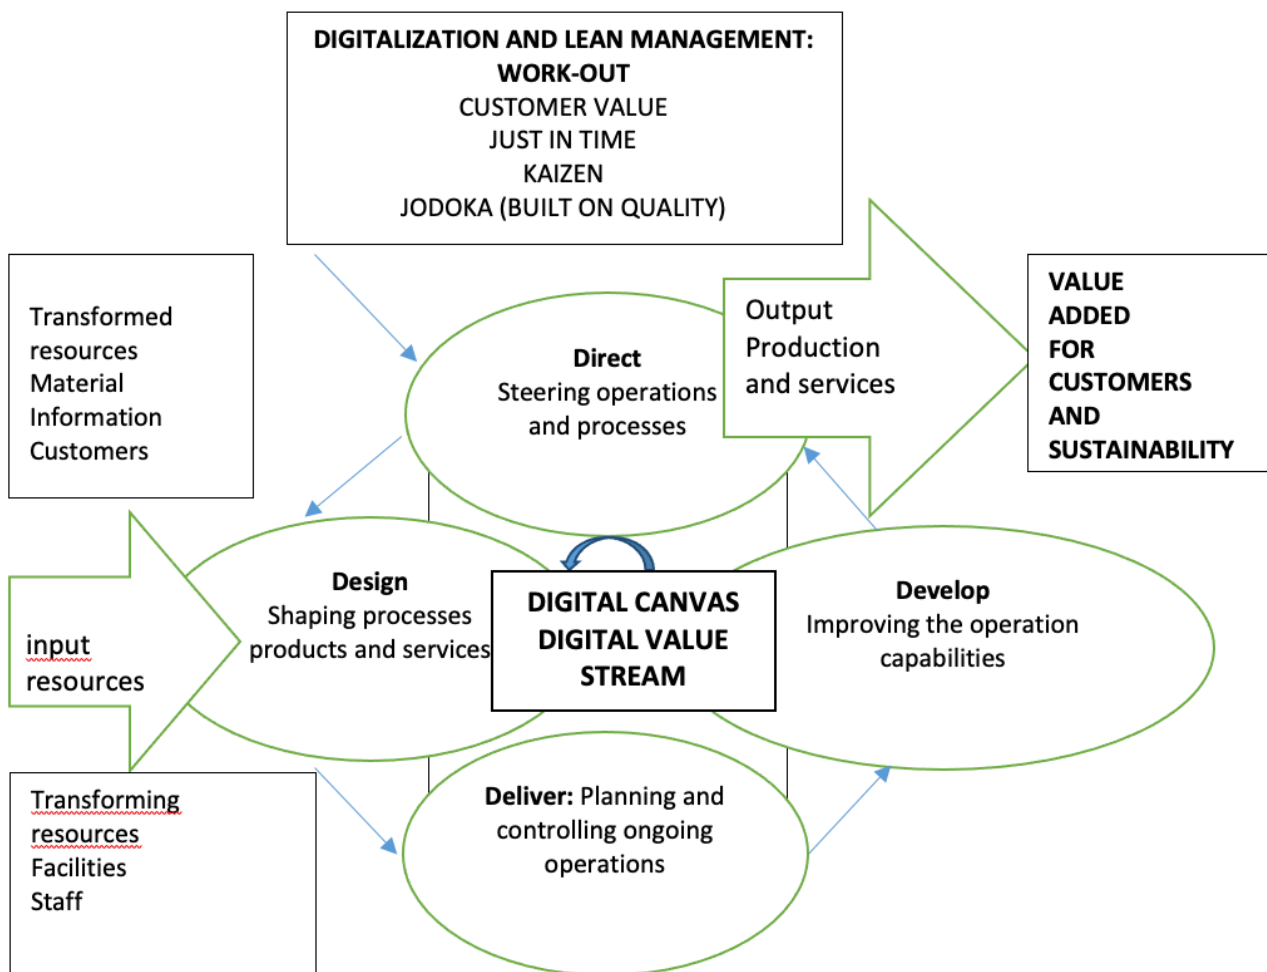 DIGITALIZATION AND LEAN MANAGEMENT:
WORK-OUT
CUSTOMER VALUE
JUST IN TIME
KAIZEN
JODOKA (BUILT ON QUALITY)
Transformed
resources
Material
Information
Customers
Direct
Steering operations
and processes
Output
Production
and services
VALUE
ADDED
FOR
CUSTOMERS
AND
SUSTAINABILITY
input
resources
Design
Shaping processes
products and services
DIGITAL CANVAS
DIGITAL VALUE
STREAM
Develop
Improving the operation
capabilities
Transforming
resources
Facilities
Staff
Deliver: Planning and
controlling ongoing
operations